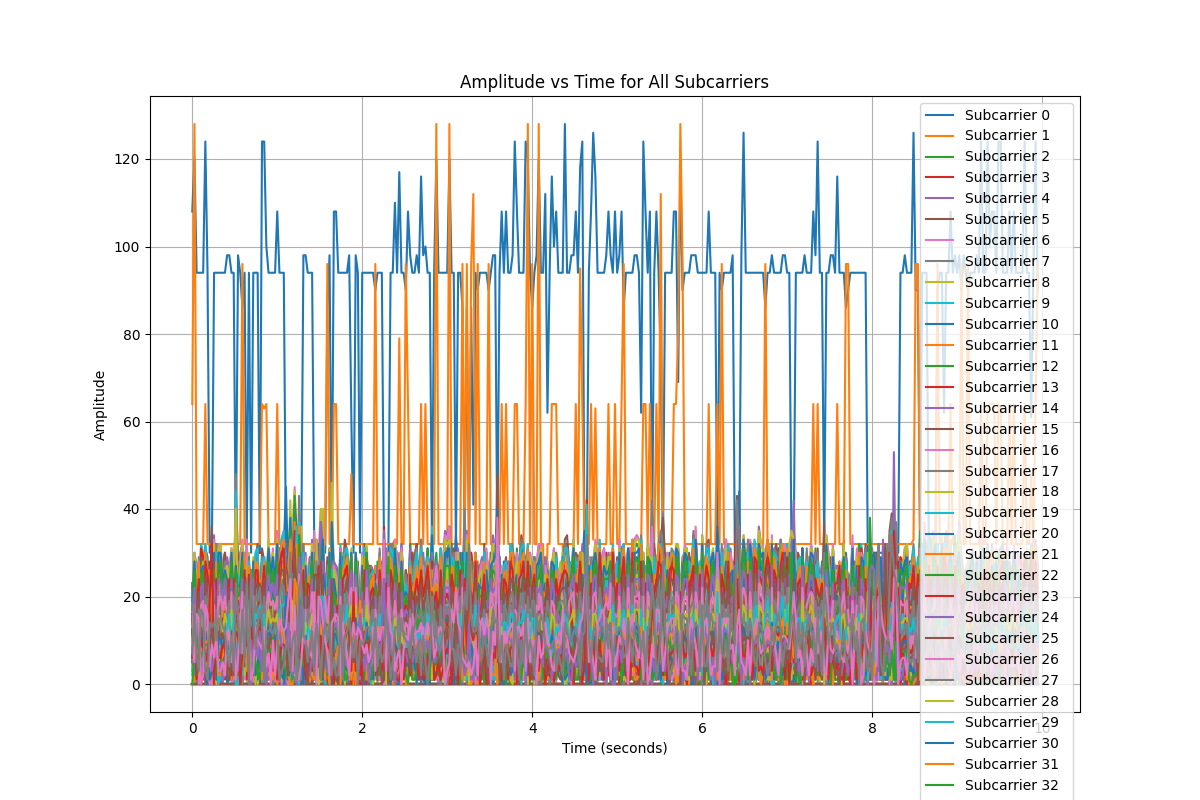 Amplitude vs Time for All Subcarriers
Amplitude
120
100
80
60
40
20
0
0
2
4
6
8
10
Time (seconds)
Subcarrier 0
Subcarrier 1
Subcarrier 2
Subcarrier 3
Subcarrier 4
Subcarrier 5
Subcarrier 6
Subcarrier 7
Subcarrier 8
Subcarrier 9
Subcarrier 10
Subcarrier 11
Subcarrier 12
Subcarrier 13
Subcarrier 14
Subcarrier 15
Subcarrier 16
Subcarrier 17
Subcarrier 18
Subcarrier 19
Subcarrier 20
Subcarrier 21
Subcarrier 22
Subcarrier 23
Subcarrier 24
Subcarrier 25
Subcarrier 26
Subcarrier 27
Subcarrier 28
Subcarrier 29
Subcarrier 30
Subcarrier 31
Subcarrier 32